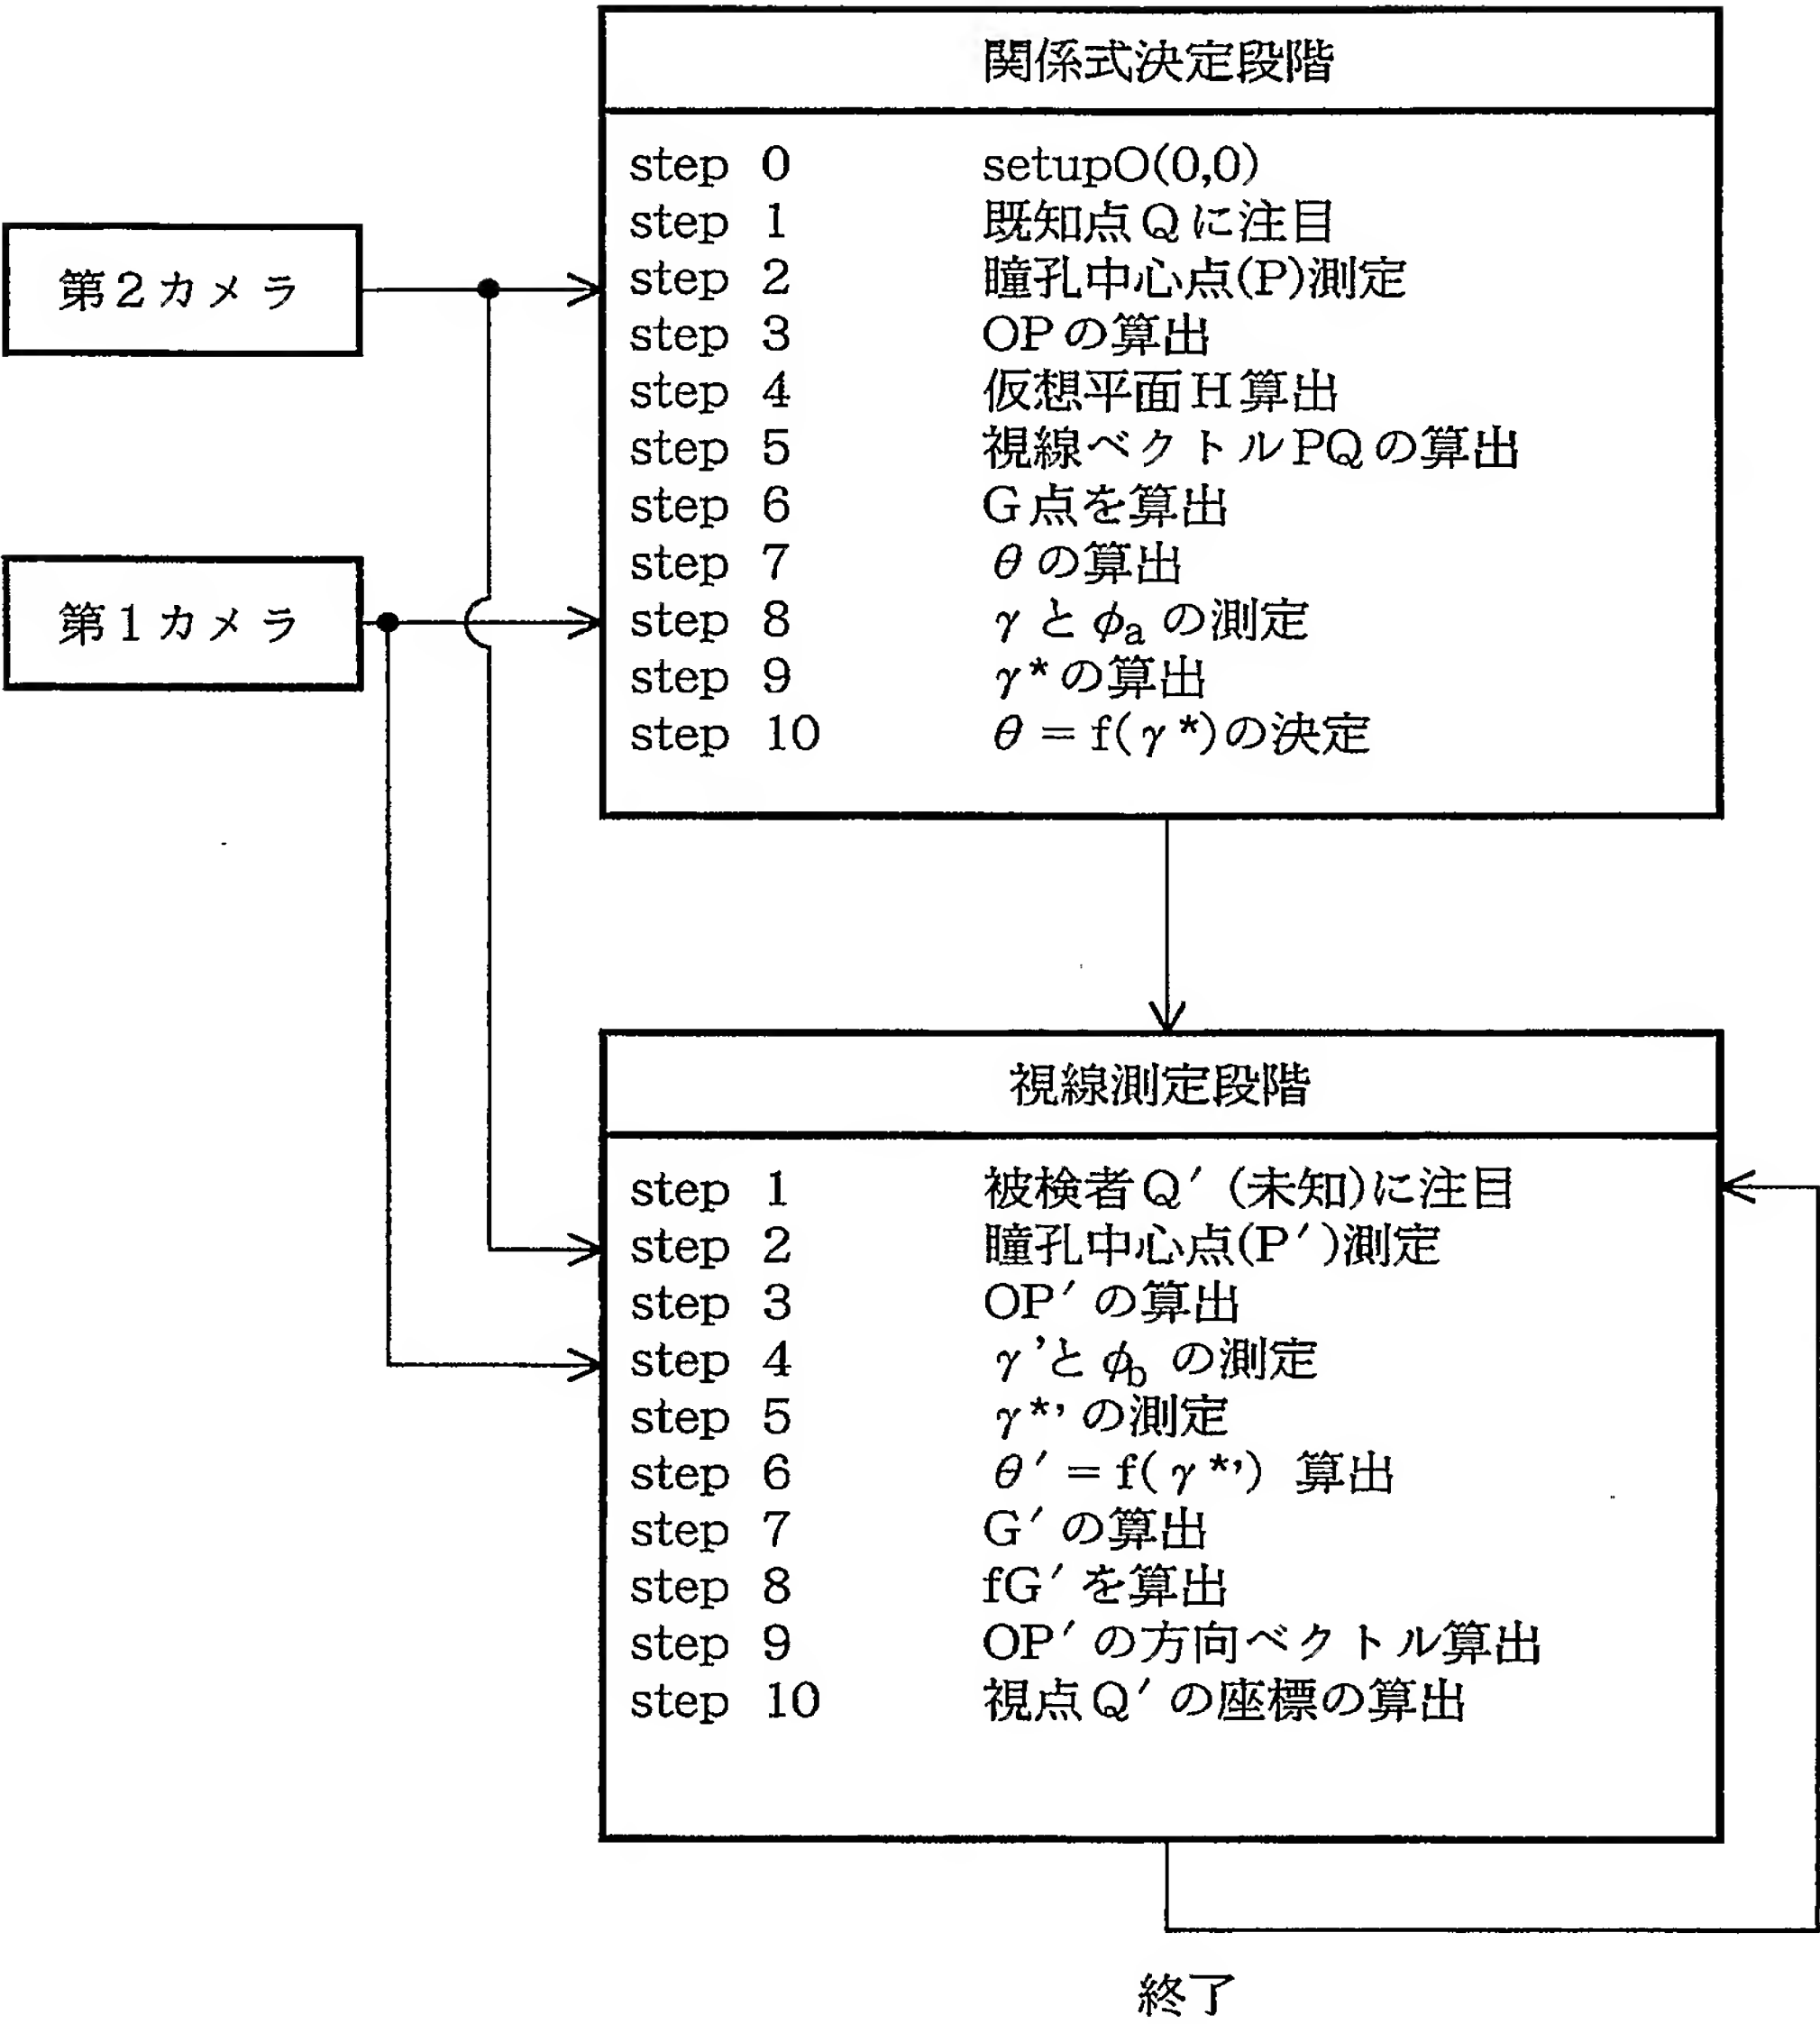 関係式決定段階
step 0 setupO(0,0)
step 1 既知点Qに注目
step 2 瞳孔中心点(P)測定
step 3 OPの算出
step 4 仮想平面H算出
step 5 視線ベクトルPQの算出
step 6 G点を算出
step 7 θの算出
step 8 γとφaの測定
step 9 γ*の算出
step 10 θ=f(γ*)の決定
第2カメラ
第1カメラ
視線測定段階
step 1 被検者Q′(未知)に注目
step 2 瞳孔中心点(P′)測定
step 3 OP′の算出
step 4 γ’とφbの測定
step 5 γ*’の測定
step 6 θ′=f(γ*’) 算出
step 7 G′の算出
step 8 fG′を算出
step 9 OP′の方向ベクトル算出
step 10 視点Q′の座標の算出
終了